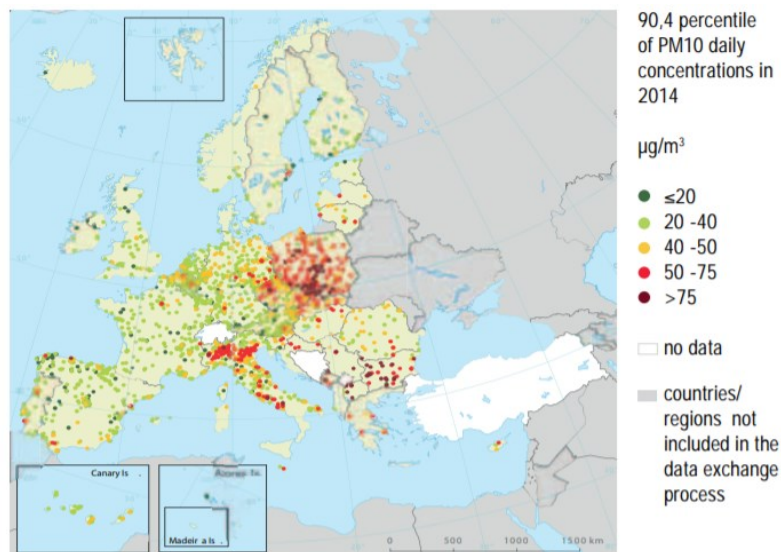 90,4 percentile
of PM10 daily
concentrations in
2014
µg/m³
≤20
20 -40
40 -50
50 -75
>75
no data
countries/
regions not
included in the
data exchange
process
Canary Is .
Azores Is.
Madeir a Is .
0 500 1000 1500 km